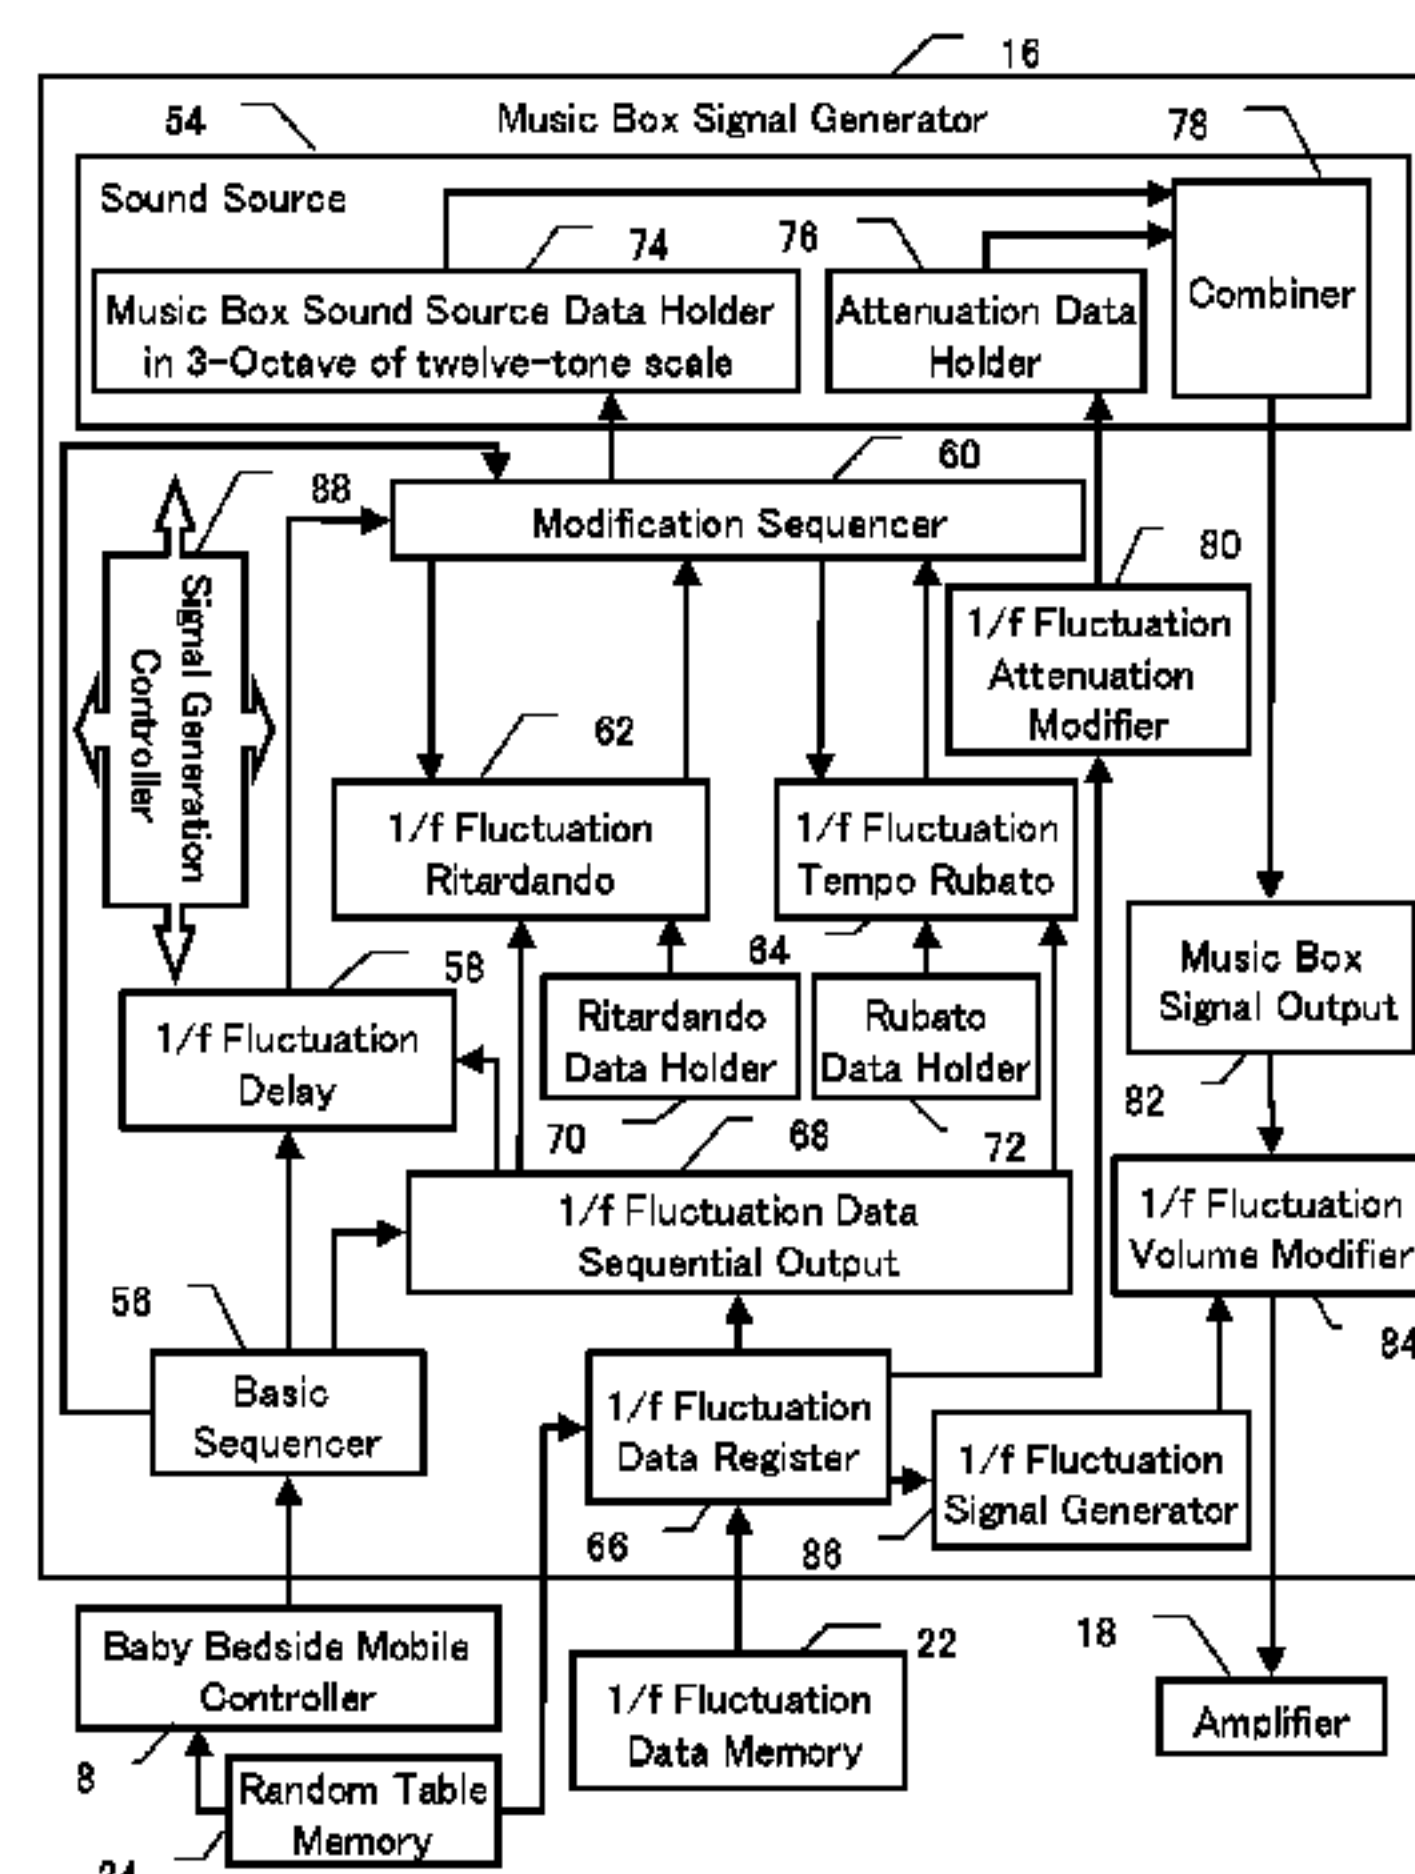 16
Music Box Signal Generator
54
78
Sound Source
74
76
Combiner
Music Box Sound Source Data Holder
in 3-Octave of twelve-tone scale
Attenuation Data
Holder
60
88
Modification Sequencer
80
Signal Generation
Controller
1/f Fluctuation
Attenuation
Modifier
62
1/f Fluctuation
Ritardando
1/f Fluctuation
Tempo Rubato
64
58
Music Box
Signal Output
1/f Fluctuation
Delay
Ritardando
Data Holder
Rubato
Data Holder
82
70
68
72
1/f Fluctuation Data
Sequential Output
1/f Fluctuation
Volume Modifier
56
84
Basic
Sequencer
1/f Fluctuation
Data Register
1/f Fluctuation
Signal Generator
66
86
Baby Bedside Mobile
Controller
22
18
1/f Fluctuation
Data Memory
Amplifier
8
Random Table
Memory